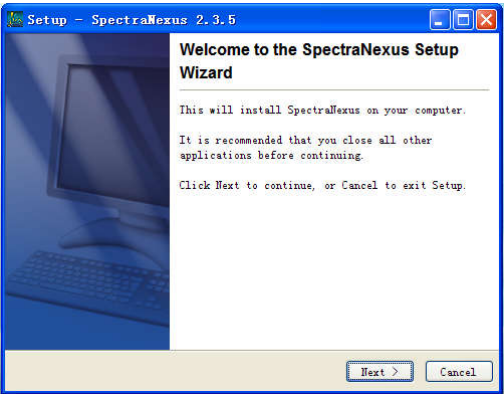 Setup - SpectraNexus 2.3.5
Welcome to the SpectraNexus Setup
Wizard
This will install SpectraNexus on your computer.
It is recommended that you close all other
applications before continuing.
Click Next to continue, or Cancel to exit Setup.
Next >
Cancel